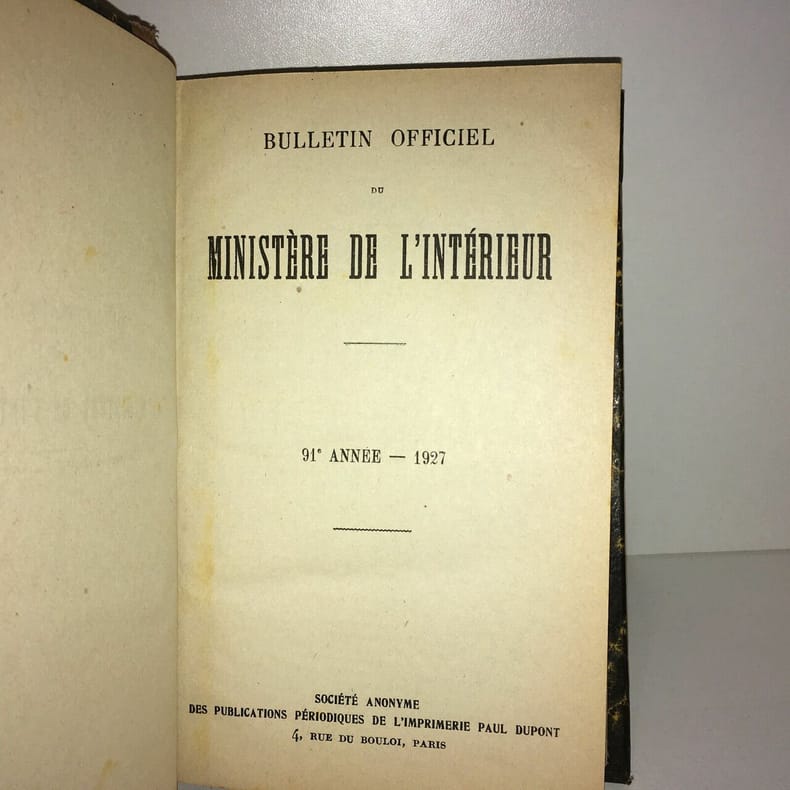 BULLETIN OFFICIEL
DU
MINISTÈRE DE L'INTÉRIEUR
91e ANNÉE — 1927
SOCIÉTÉ ANONYME
DES PUBLICATIONS PÉRIODIQUES DE L'IMPRIMERIE PAUL DUPONT
4, RUE DU BOULOI, PARIS